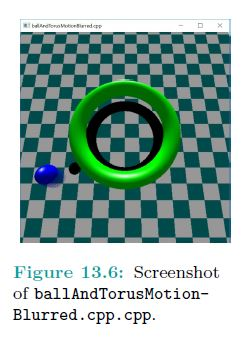 ballAndTorusMotionBlurred.cpp
Figure 13.6: Screenshot
of ballAndTorusMotion-
Blurred.cpp.cpp.